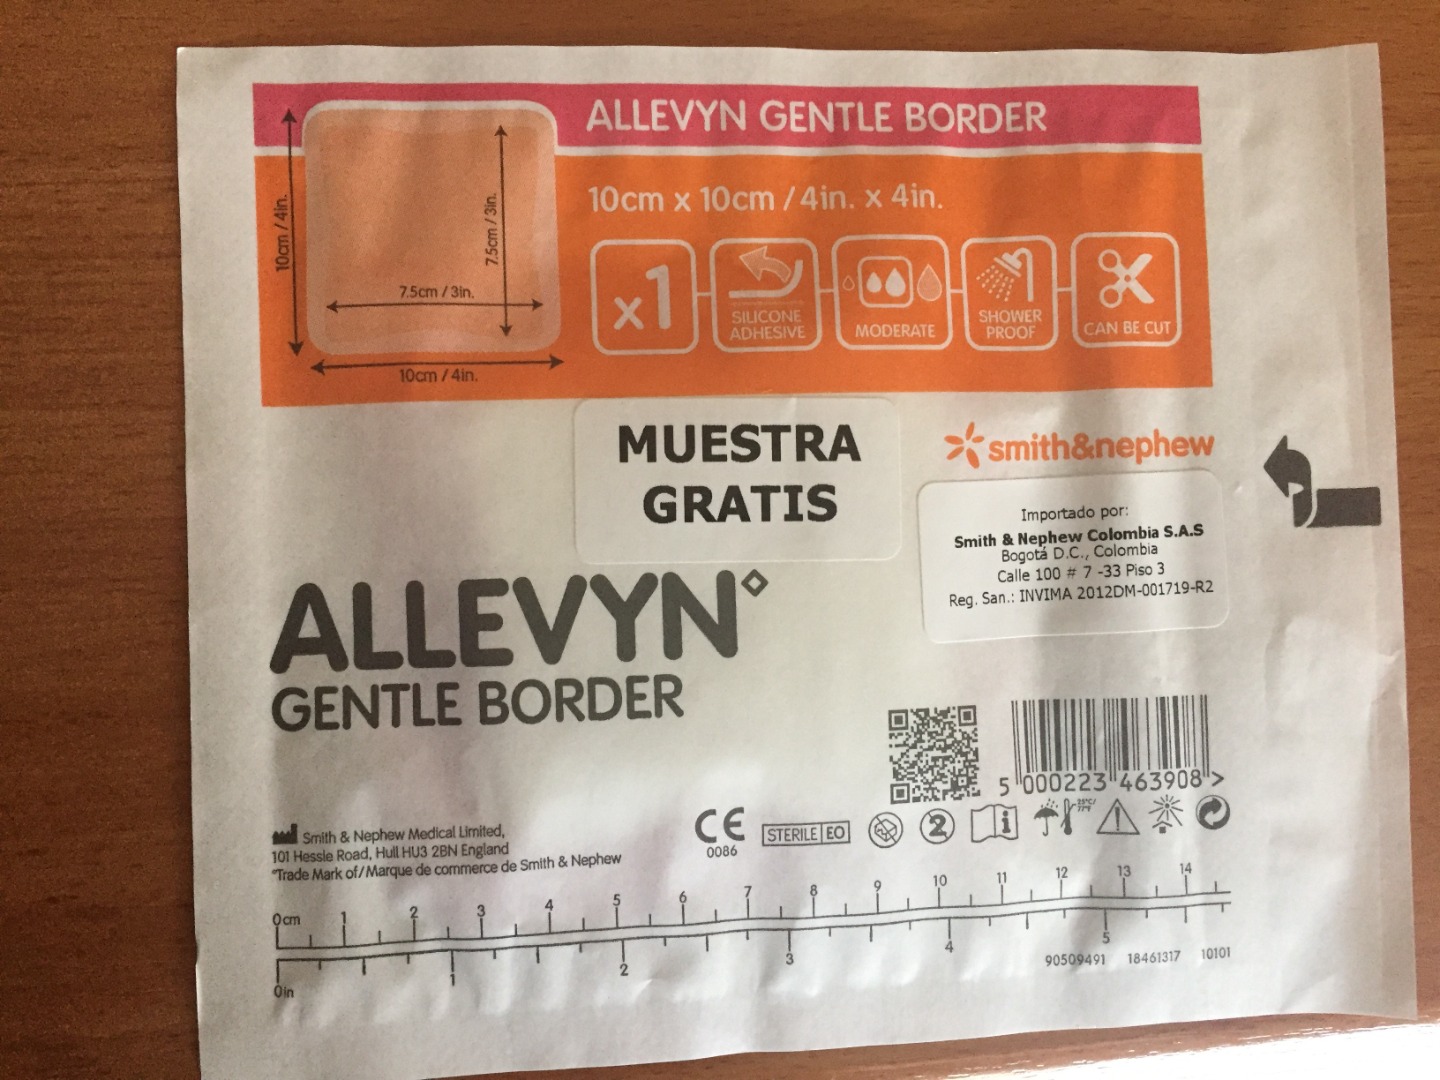 ALLEVYN GENTLE BORDER
10cm x 10cm / 4in. x 4in.
10cm / 4in.
7.5cm / 3in.
7.5cm / 3in.
10cm / 4in.
x1
SILICONE
ADHESIVE
MODERATE
SHOWER
PROOF
CAN BE CUT
MUESTRA
GRATIS
smith&nephew
Importado por:
Smith & Nephew Colombia S.A.S
Bogotá D.C., Colombia
Calle 100 # 7 -33 Piso 3
Reg. San.: INVIMA 2012DM-001719-R2
ALLEVYN◊
GENTLE BORDER
5 000223 463908 >
Smith & Nephew Medical Limited,
101 Hessle Road, Hull HU3 2BN England
◊Trade Mark of/Marque de commerce de Smith & Nephew
CE
0086
STERILE EO
2
i
25°C/
77°F
0cm 1 2 3 4 5 6 7 8 9 10 11 12 13 14
0in 1 2 3 4 5
90509491 18461317 10101